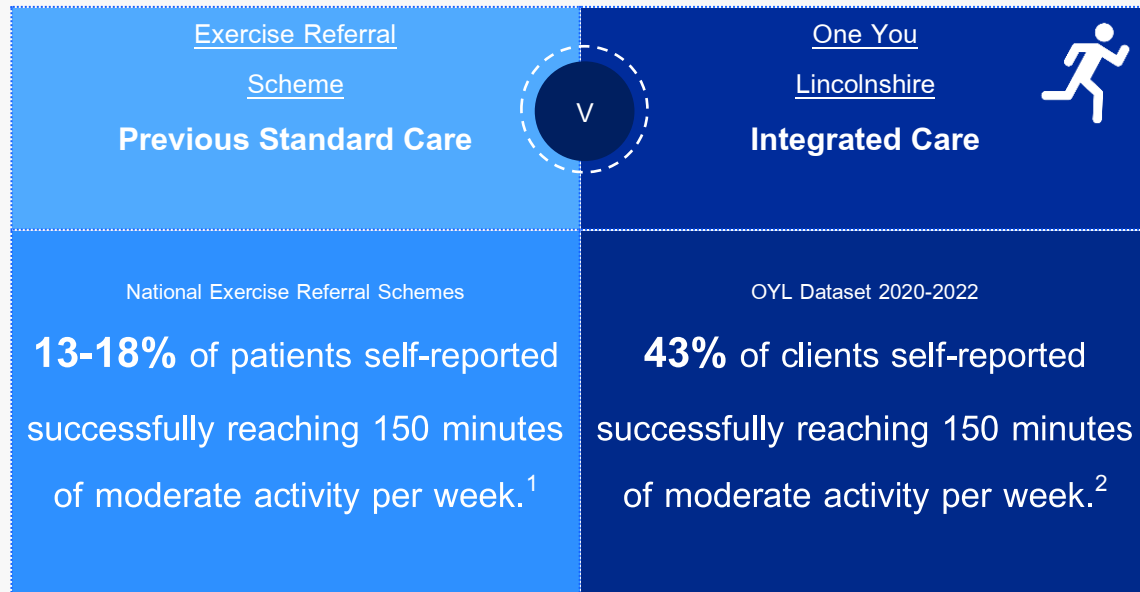 Exercise Referral
Scheme
Previous Standard Care
V
One You
Lincolnshire
Integrated Care
National Exercise Referral Schemes
13-18% of patients self-reported
successfully reaching 150 minutes
of moderate activity per week.1
OYL Dataset 2020-2022
43% of clients self-reported
successfully reaching 150 minutes
of moderate activity per week.2